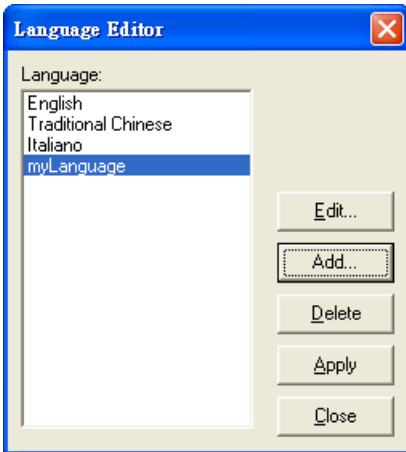 Language Editor
Language:
English
Traditional Chinese
Italiano
myLanguage
Edit...
Add...
Delete
Apply
Close